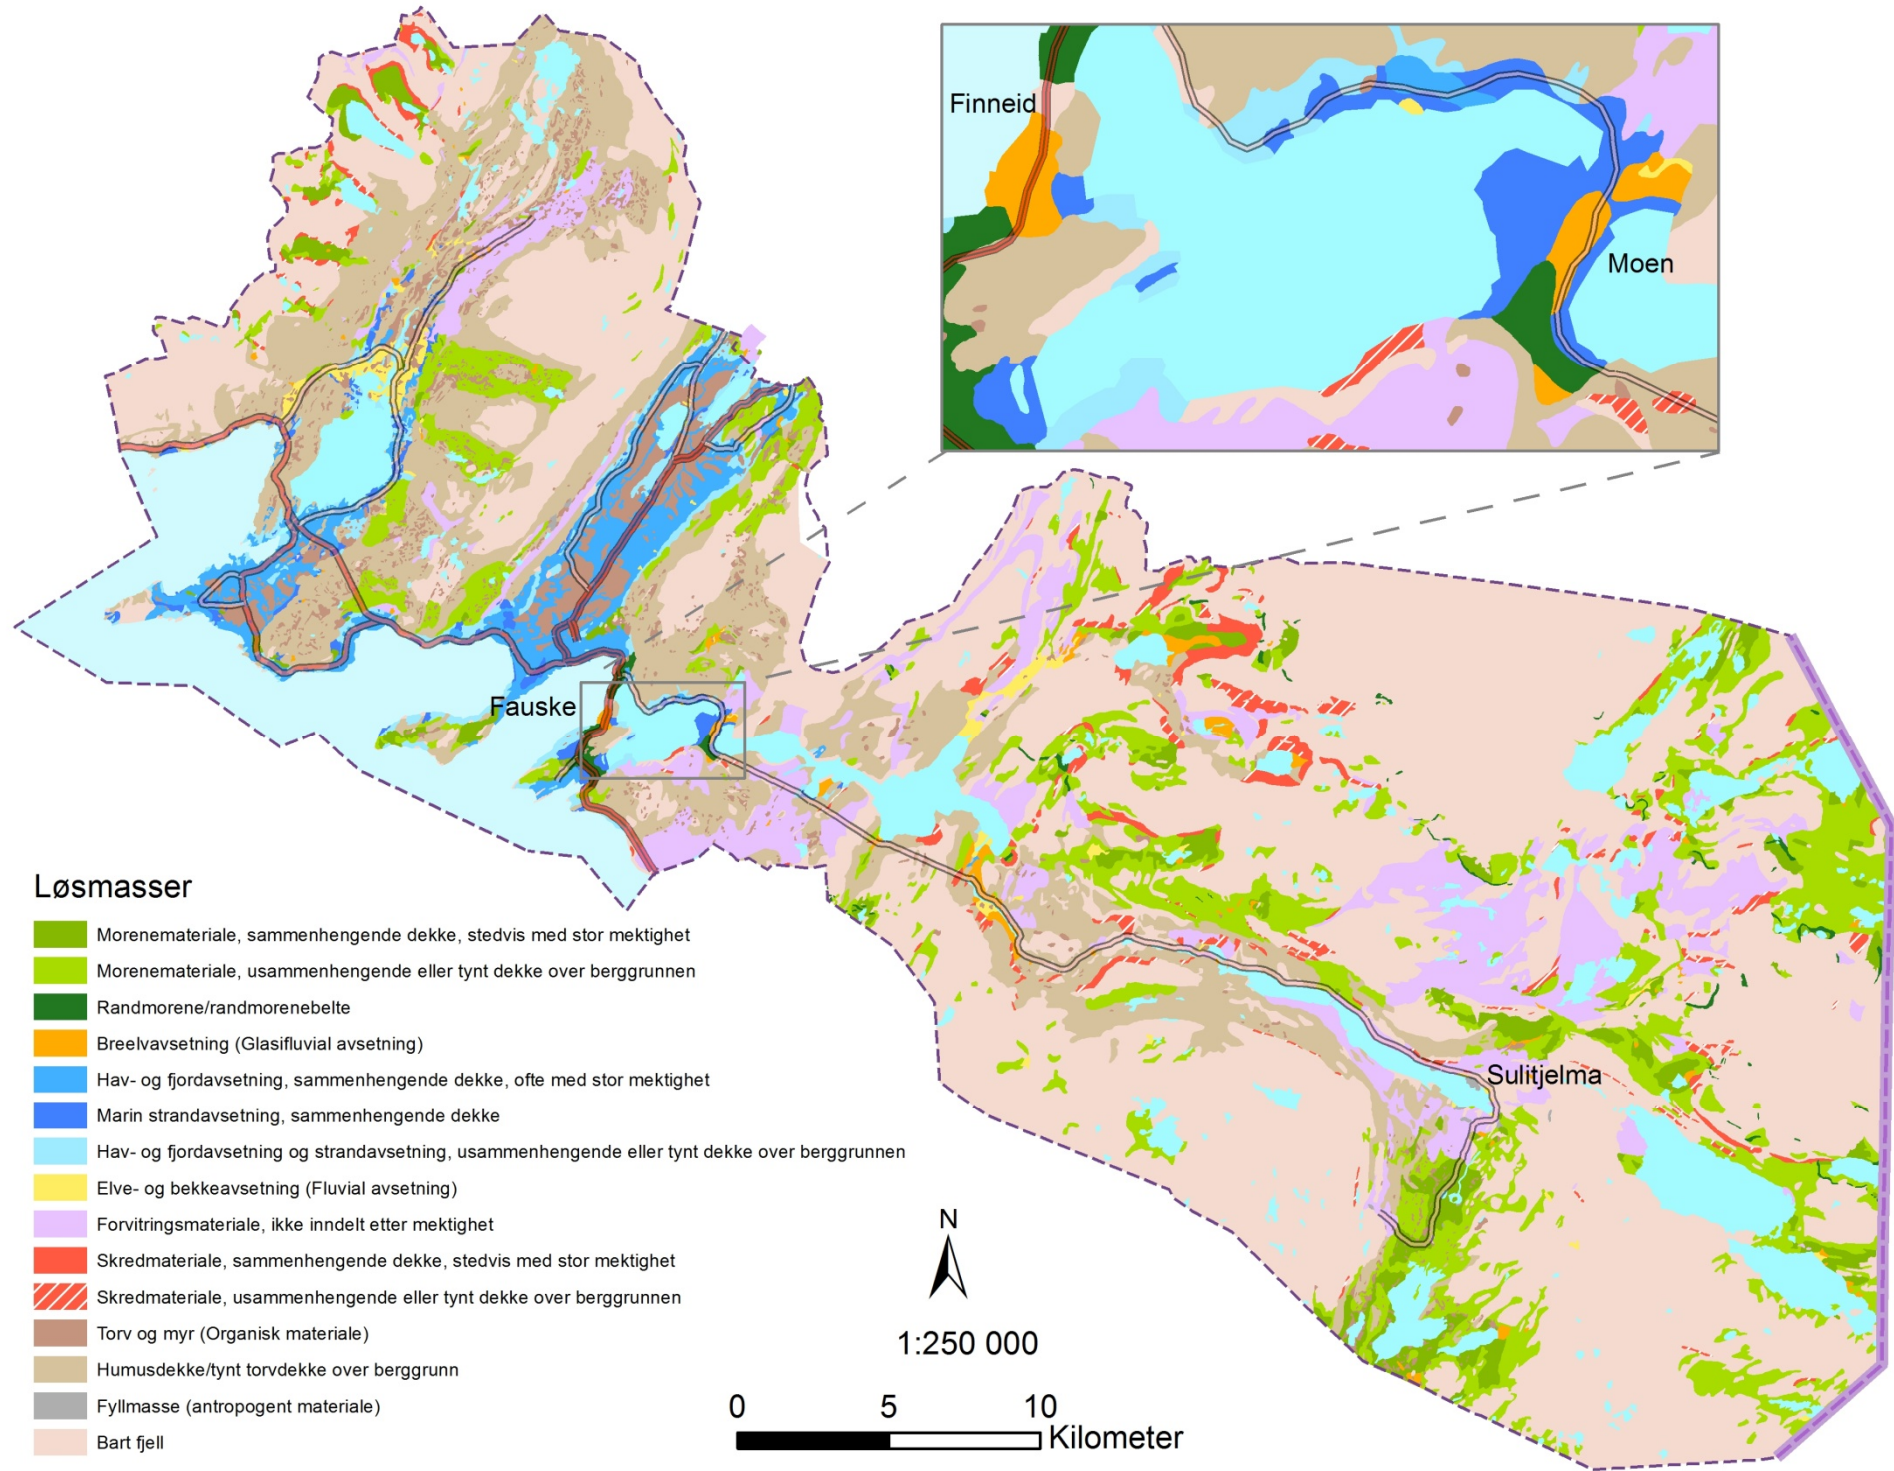 Finneid
Moen
Fauske
Sulitjelma
Løsmasser
Morenemateriale, sammenhengende dekke, stedvis med stor mektighet
Morenemateriale, usammenhengende eller tynt dekke over berggrunnen
Randmorene/randmorenebelte
Breelvavsetning (Glasifluvial avsetning)
Hav- og fjordavsetning, sammenhengende dekke, ofte med stor mektighet
Marin strandavsetning, sammenhengende dekke
Hav- og fjordavsetning og strandavsetning, usammenhengende eller tynt dekke over berggrunnen
Elve- og bekkeavsetning (Fluvial avsetning)
Forvitringsmateriale, ikke inndelt etter mektighet
Skredmateriale, sammenhengende dekke, stedvis med stor mektighet
Skredmateriale, usammenhengende eller tynt dekke over berggrunnen
Torv og myr (Organisk materiale)
Humusdekke/tynt torvdekke over berggrunn
Fyllmasse (antropogent materiale)
Bart fjell
N
1:250 000
0 5 10
Kilometer